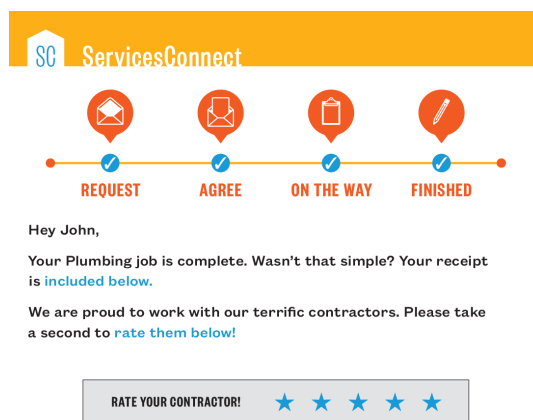 SC ServicesConnect
REQUEST AGREE ON THE WAY FINISHED
Hey John,
Your Plumbing job is complete. Wasn't that simple? Your receipt
is included below.
We are proud to work with our terrific contractors. Please take
a second to rate them below!
RATE YOUR CONTRACTOR!